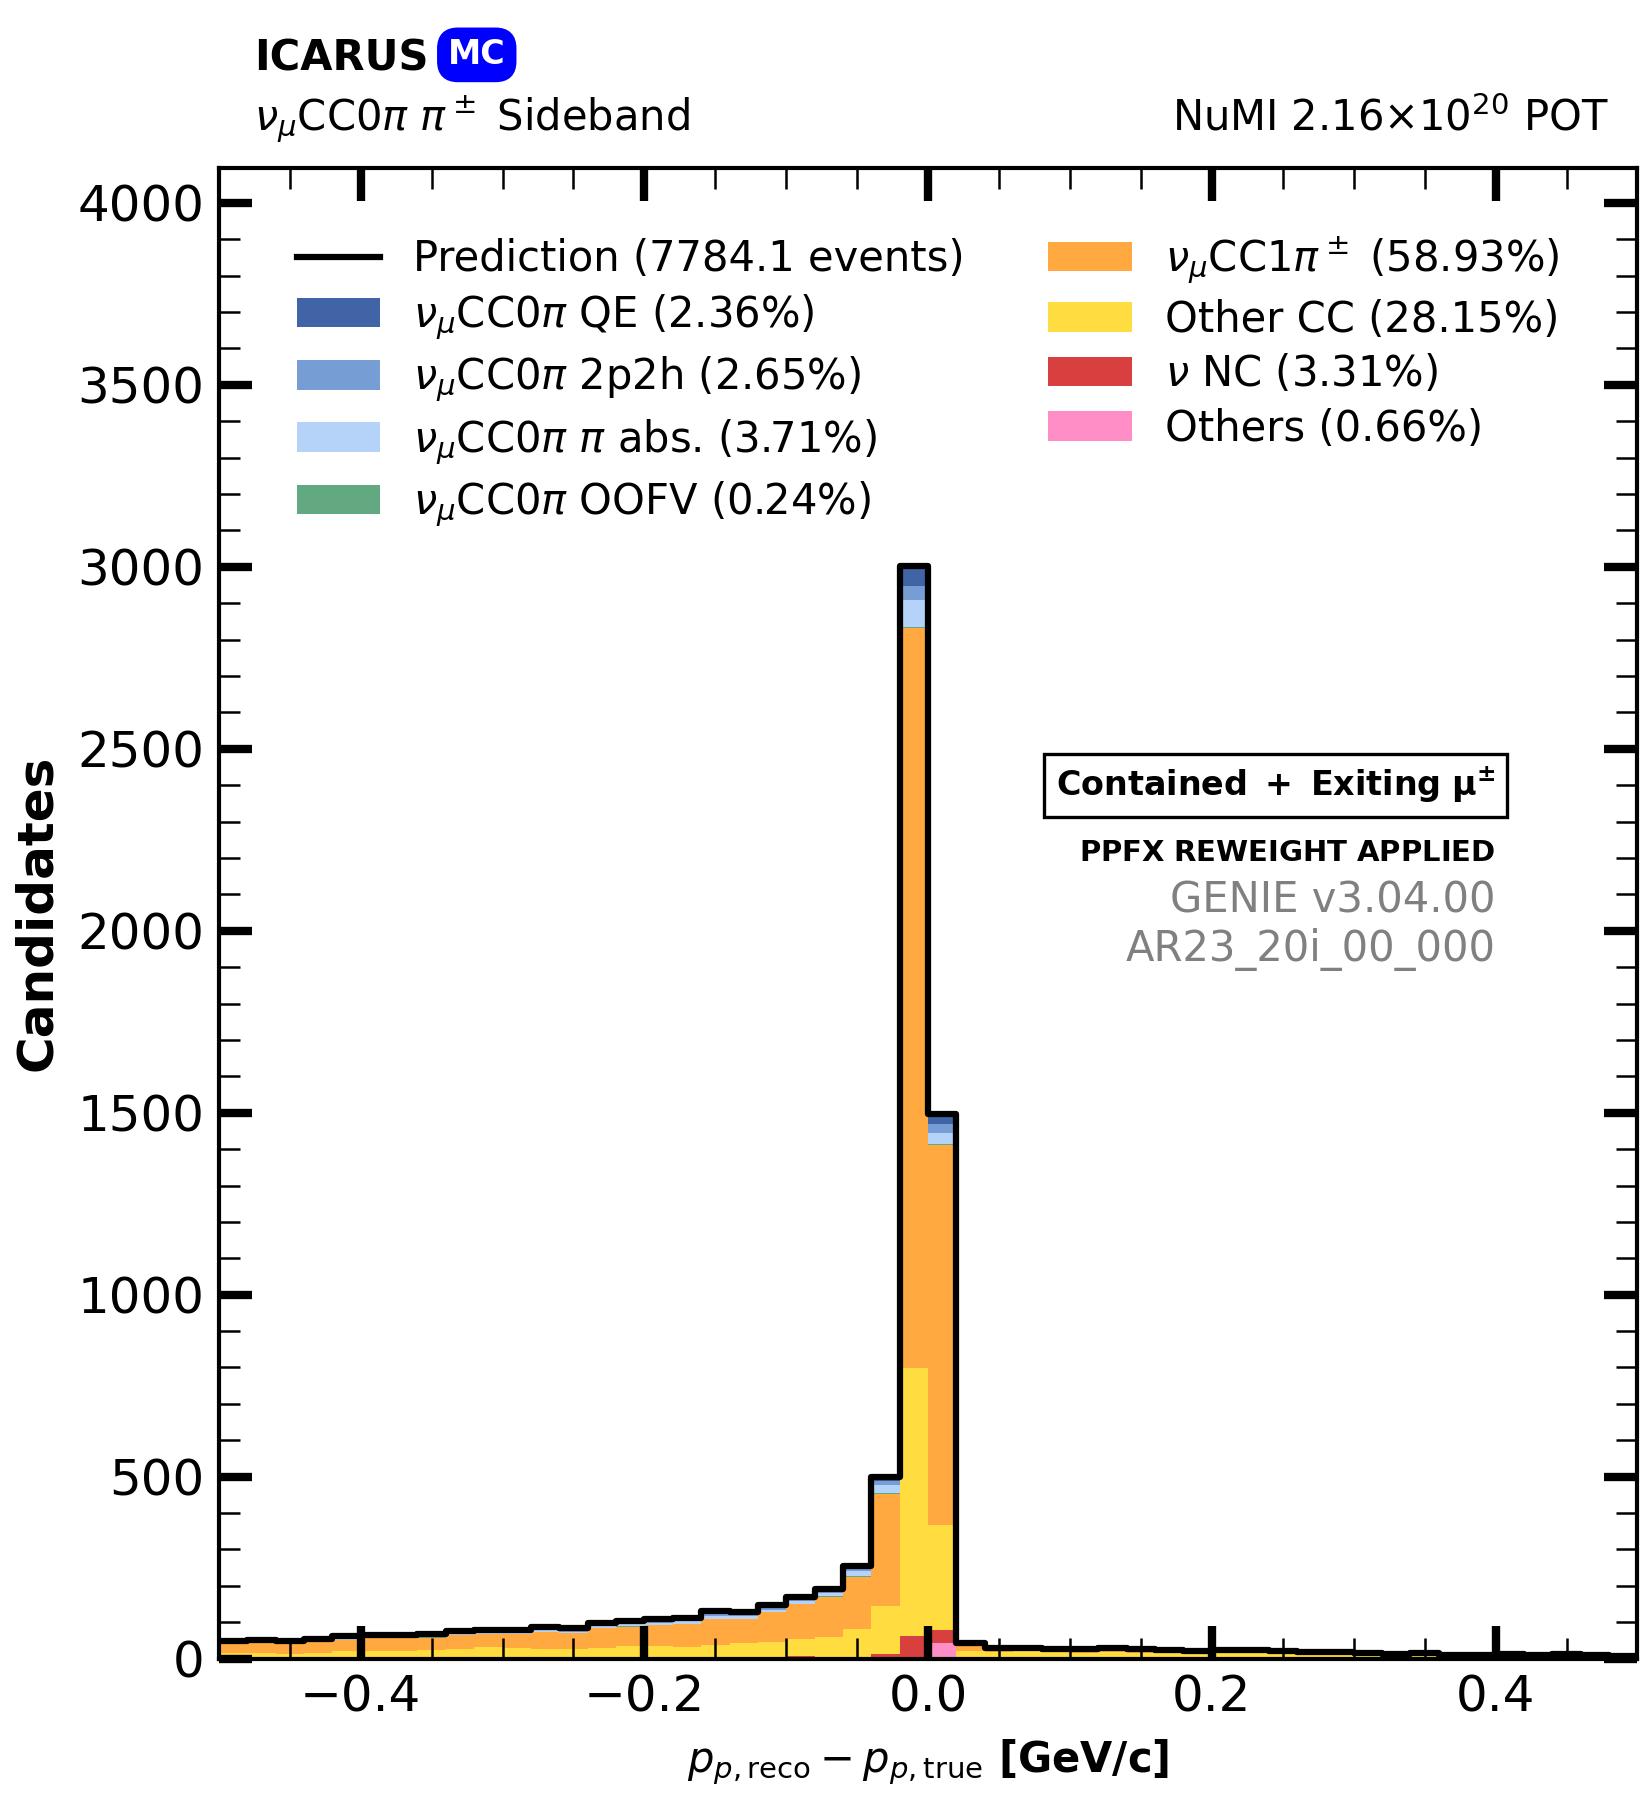 ICARUS MC
νμCC0π π± Sideband
NuMI 2.16×10²⁰ POT
Prediction (7784.1 events)
νμCC0π QE (2.36%)
νμCC0π 2p2h (2.65%)
νμCC0π π abs. (3.71%)
νμCC0π OOFV (0.24%)
νμCC1π± (58.93%)
Other CC (28.15%)
ν NC (3.31%)
Others (0.66%)
Contained + Exiting μ±
PPFX REWEIGHT APPLIED
GENIE v3.04.00
AR23_20i_00_000
Candidates
4000
3500
3000
2500
2000
1500
1000
500
0
−0.4 −0.2 0.0 0.2 0.4
pp,reco − pp,true [GeV/c]